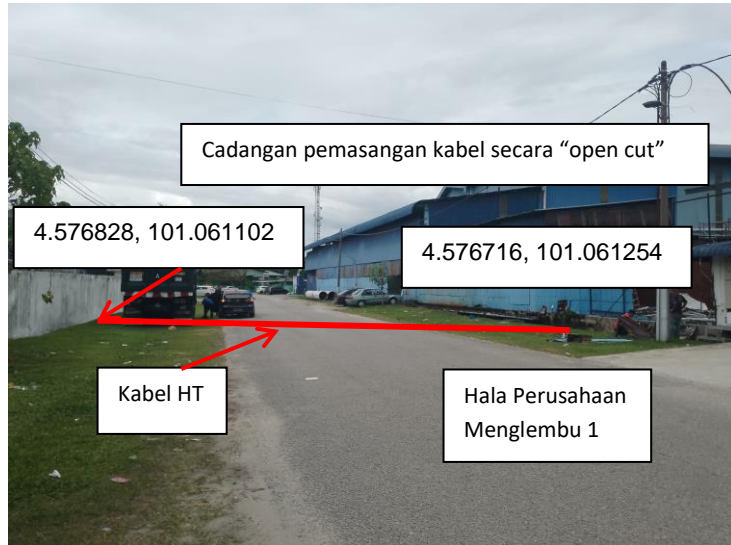 Cadangan pemasangan kabel secara “open cut”
4.576828, 101.061102
4.576716, 101.061254
Kabel HT
Hala Perusahaan
Menglembu 1